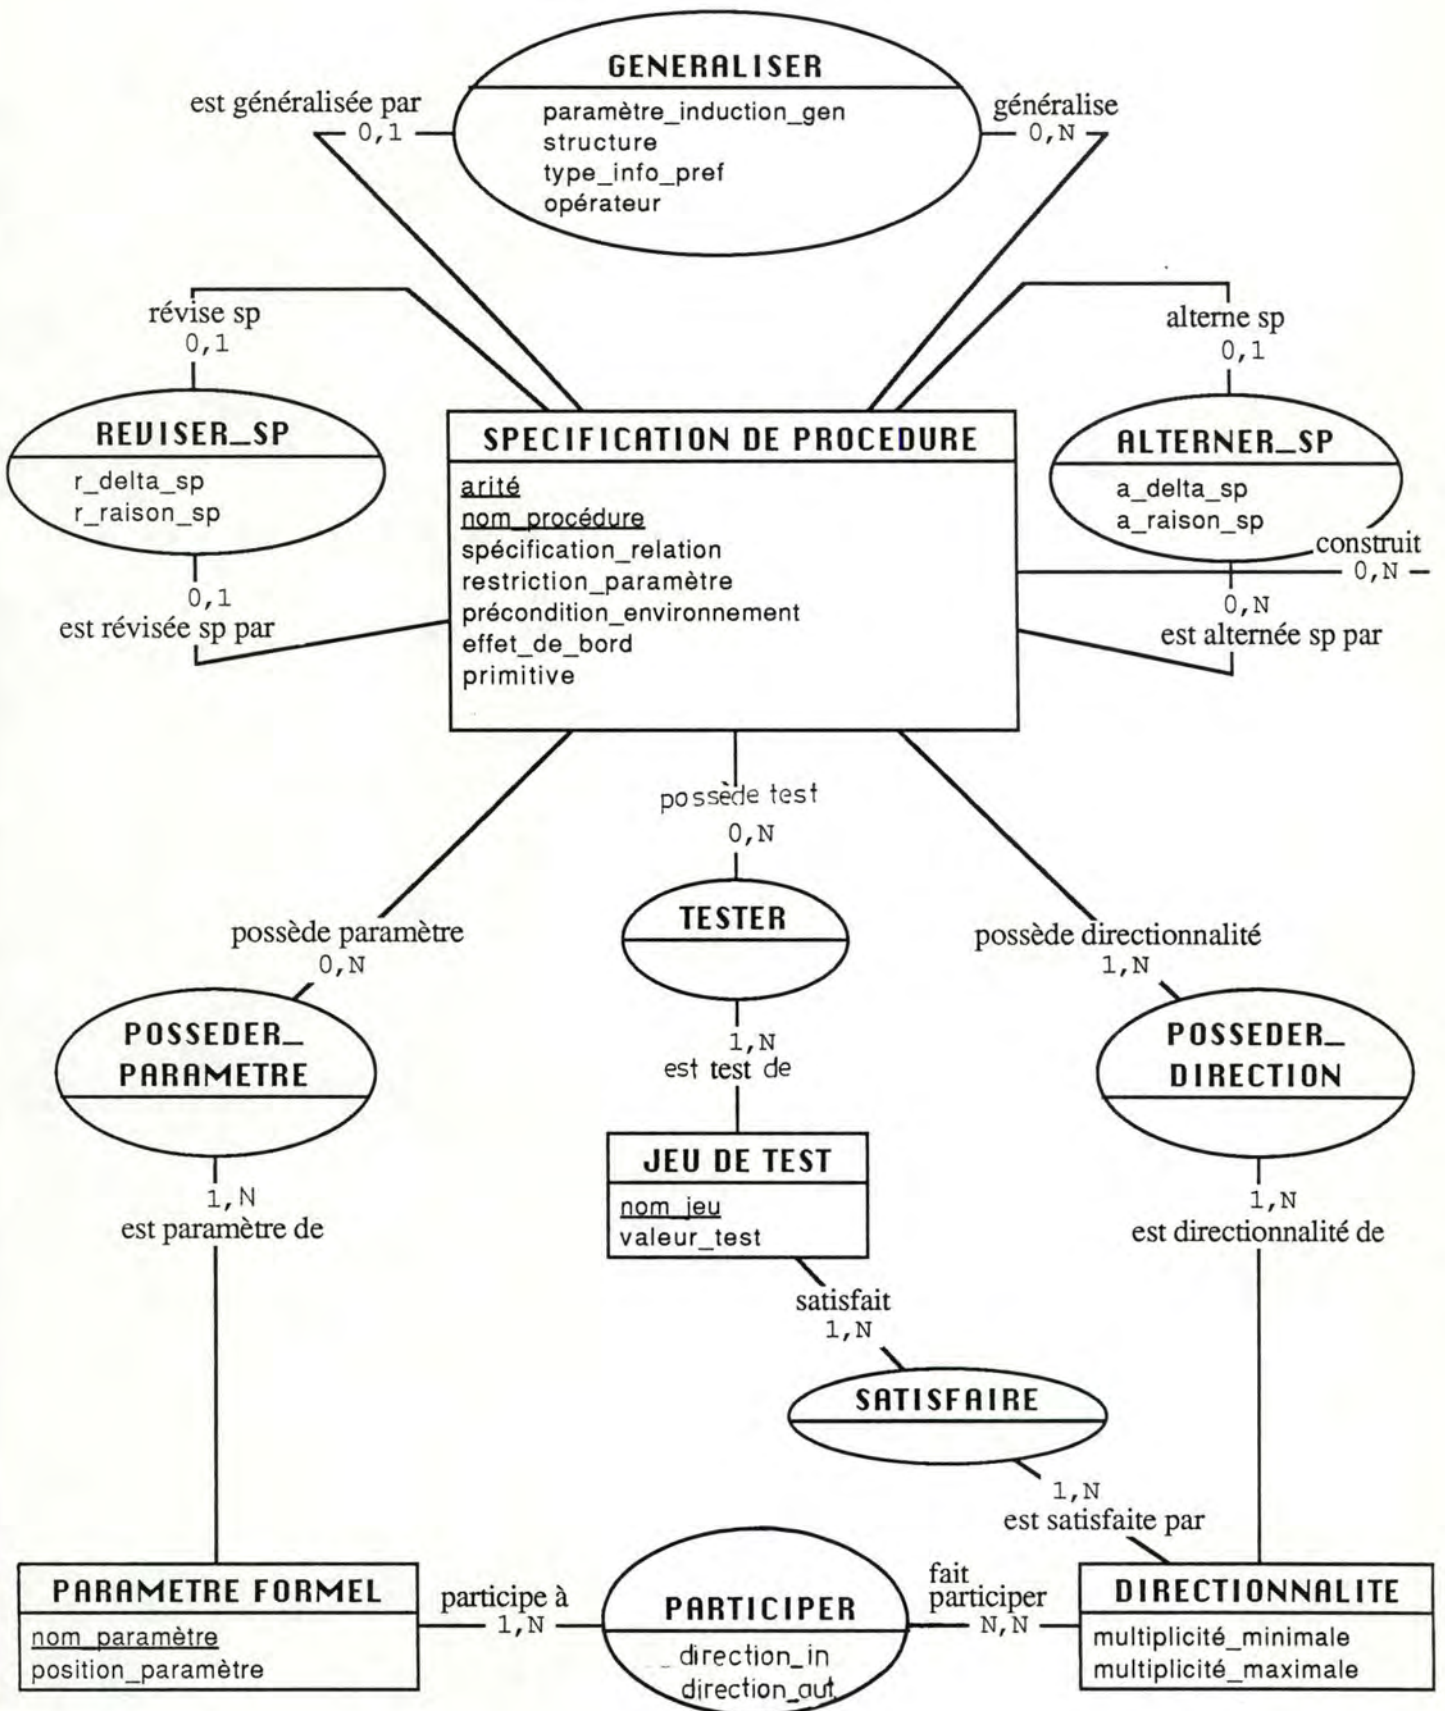 GENERALISER
est généralisée par
0,1
paramètre_induction_gen
structure
type_info_pref
opérateur
généralise
0,N
révise sp
0,1
alterne sp
0,1
REVISER_SP
r_delta_sp
r_raison_sp
SPECIFICATION DE PROCEDURE
arité
nom_procédure
spécification_relation
restriction_paramètre
précondition_environnement
effet_de_bord
primitive
ALTERNER_SP
a_delta_sp
a_raison_sp
construit
0,N
0,1
est révisée sp par
0,N
est alternée sp par
possède test
0,N
possède paramètre
0,N
TESTER
possède directionnalité
1,N
POSSEDER_
PARAMETRE
1,N
est test de
POSSEDER_
DIRECTION
1,N
est paramètre de
JEU DE TEST
nom_jeu
valeur_test
1,N
est directionnalité de
satisfait
1,N
SATISFAIRE
1,N
est satisfaite par
PARAMETRE FORMEL
nom_paramètre
position_paramètre
participe à
1,N
PARTICIPER
direction_in
direction_out
fait
participer
N,N
DIRECTIONNALITE
multiplicité_minimale
multiplicité_maximale